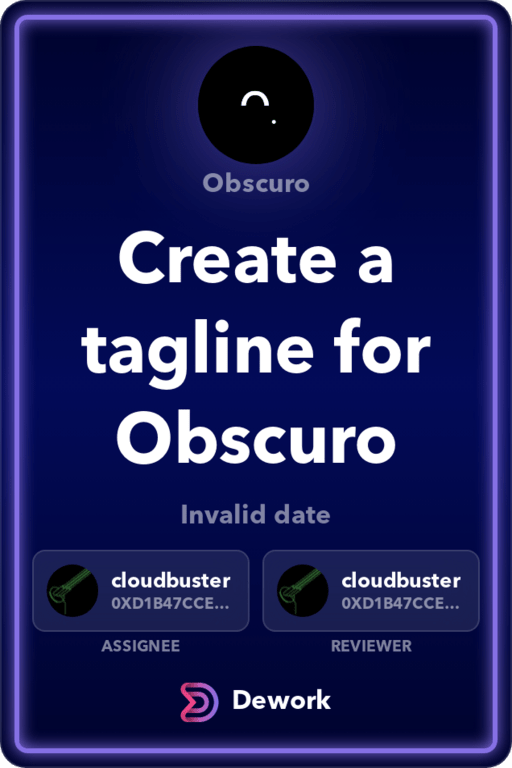 Obscuro
Create a
tagline for
Obscuro
Invalid date
cloudbuster
0XD1B47CCE...
cloudbuster
0XD1B47CCE...
ASSIGNEE
REVIEWER
Dework